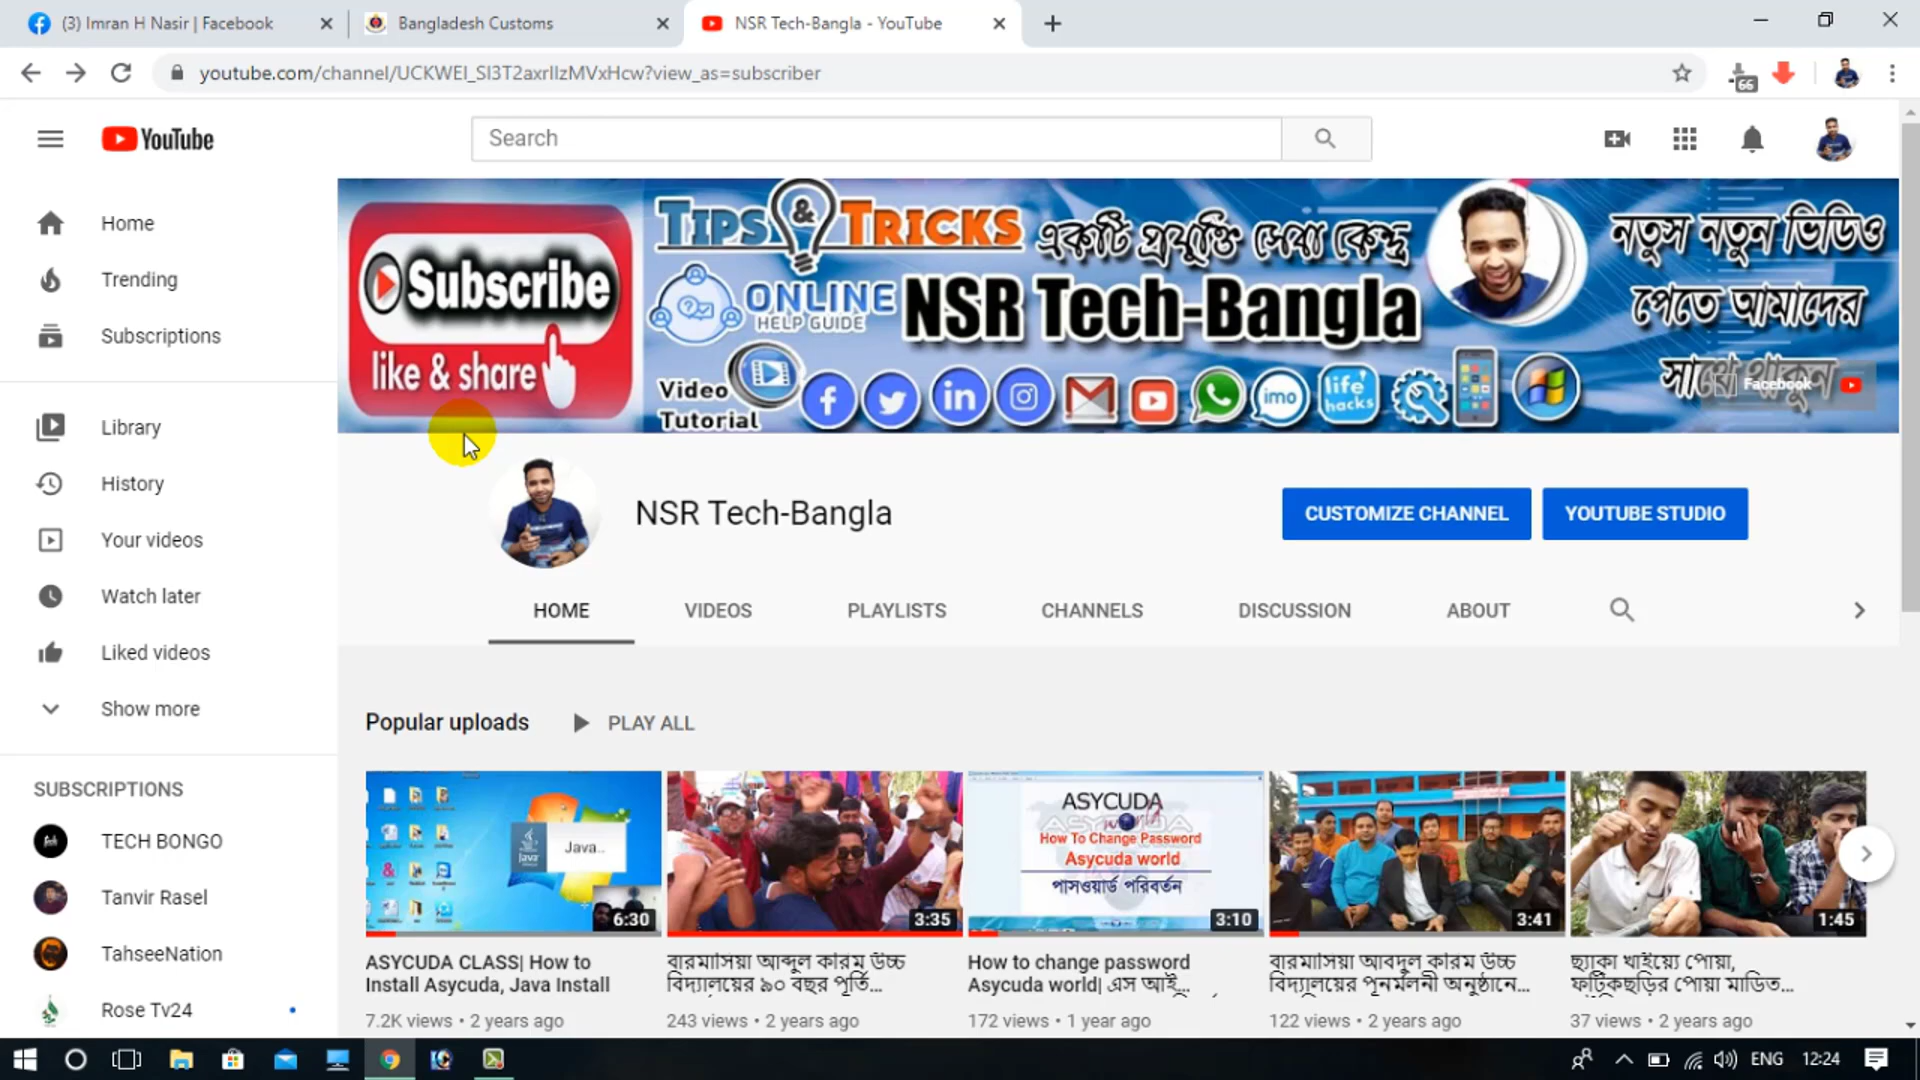 (3) Imran H Nasir | Facebook
Bangladesh Customs
NSR Tech-Bangla - YouTube
youtube.com/channel/UCKWEI_SI3T2axrIlzMVxHcw?view_as=subscriber
66
YouTube
Search
Home
Trending
Subscriptions
Library
History
Your videos
Watch later
Liked videos
Show more
SUBSCRIPTIONS
TECH BONGO
Tanvir Rasel
TahseeNation
Rose Tv24
Subscribe
like & share
TIPS & TRICKS
একটি প্রযুক্তি সেবা কেন্দ্র
ONLINE
HELP GUIDE
NSR Tech-Bangla
Video
Tutorial
imo
life hacks
নতুন নতুন ভিডিও
পেতে আমাদের
সাথে থাকুন
Facebook
NSR Tech-Bangla
CUSTOMIZE CHANNEL
YOUTUBE STUDIO
HOME
VIDEOS
PLAYLISTS
CHANNELS
DISCUSSION
ABOUT
Popular uploads
PLAY ALL
Java..
6:30
3:35
ASYCUDA
world
How To Change Password
Asycuda world
পাসওয়ার্ড পরিবর্তন
3:10
3:41
1:45
ASYCUDA CLASS| How to
Install Asycuda, Java Install
7.2K views • 2 years ago
বারমাসিয়া আব্দুল করিম উচ্চ
বিদ্যালয়ের ৯০ বছর পূর্তি...
243 views • 2 years ago
How to change password
Asycuda world| এস আই...
172 views • 1 year ago
বারমাসিয়া আবদুল করিম উচ্চ
বিদ্যালয়ের পূনর্মিলনী অনুষ্ঠানে...
122 views • 2 years ago
ছ্যাকা খাইয়্যে পোয়া,
ফটিকছড়ির পোয়া মাডিত...
37 views • 2 years ago
ENG
12:24